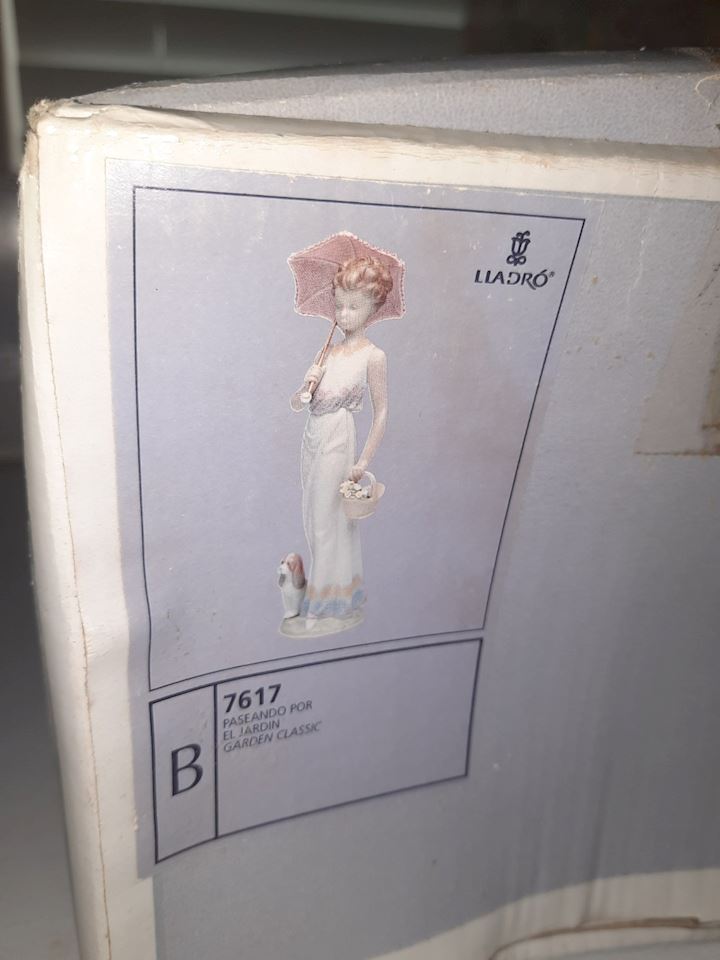 LLADRÓ®
7617
PASEANDO POR
EL JARDIN
GARDEN CLASSIC
B